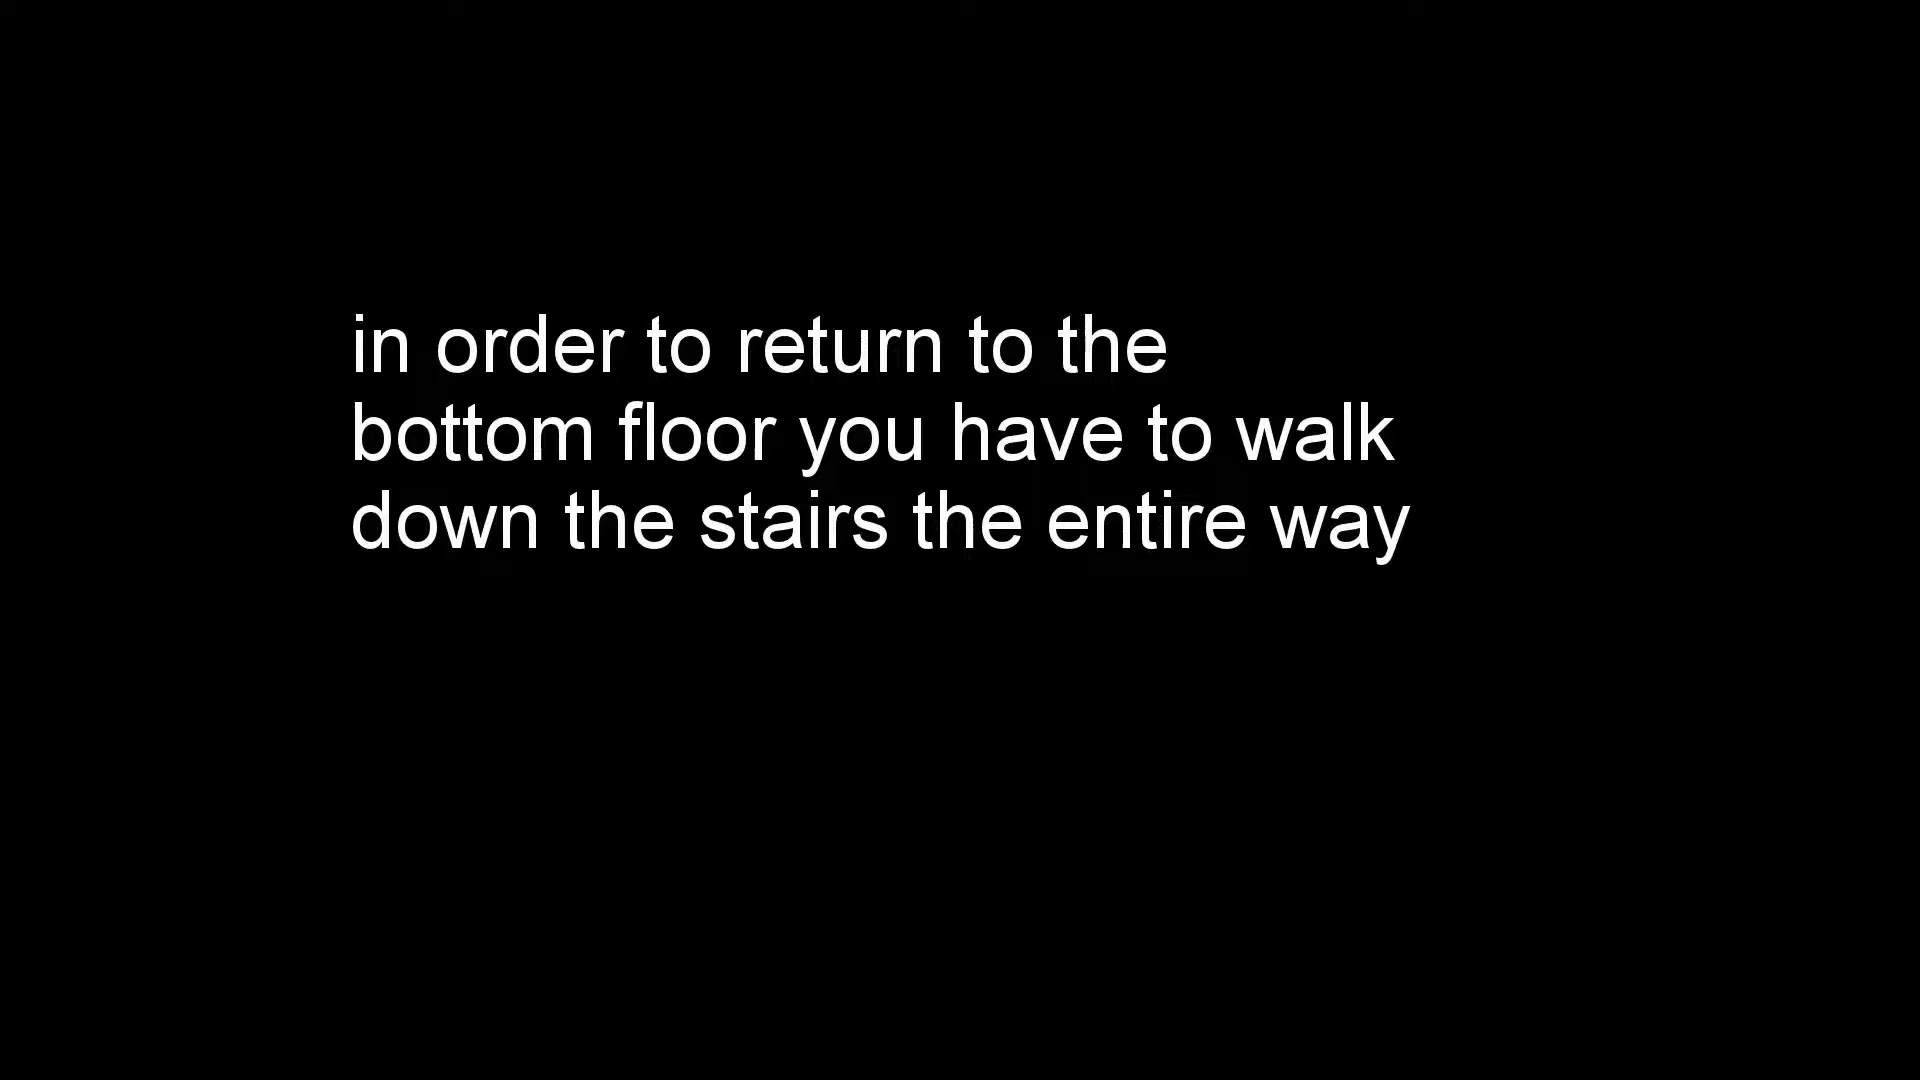 in order to return to the
bottom floor you have to walk
down the stairs the entire way